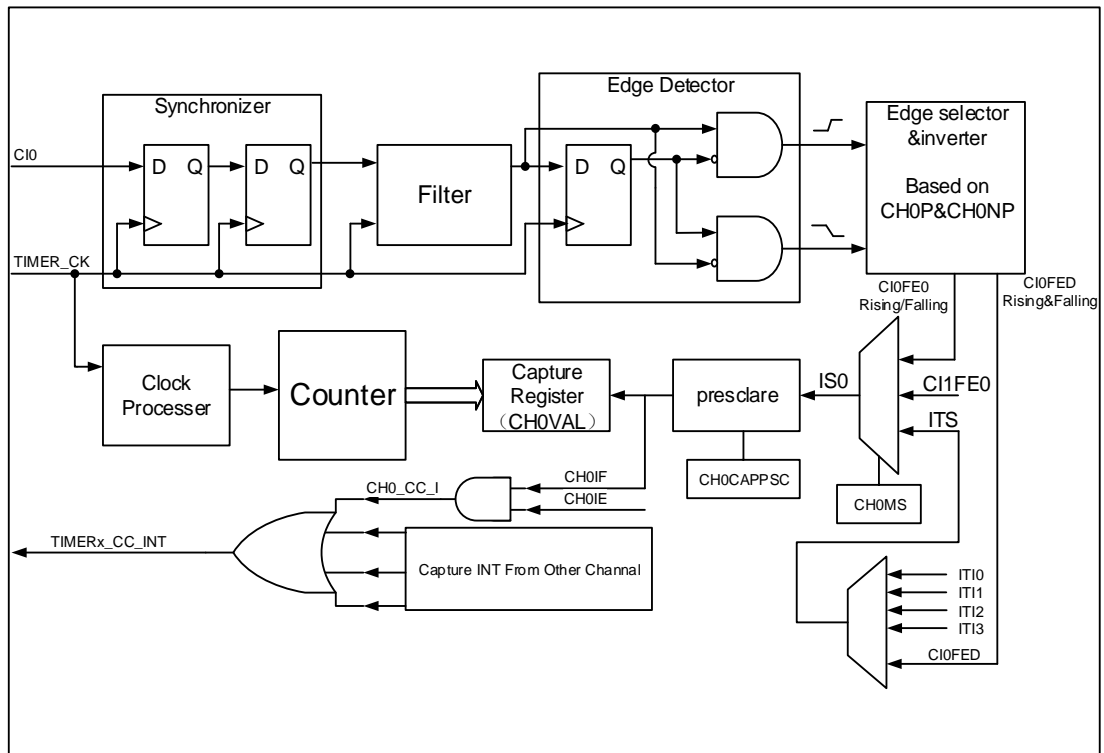 Synchronizer
Edge Detector
Edge selector
&inverter
Based on
CH0P&CH0NP
CI0
D Q
D Q
Filter
D Q
TIMER_CK
CI0FE0
Rising/Falling
CI0FED
Rising&Falling
Clock
Processer
Counter
Capture
Register
（CH0VAL）
presclare
IS0
CI1FE0
ITS
CH0CAPPSC
CH0MS
CH0_CC_I
CH0IF
CH0IE
TIMERx_CC_INT
Capture INT From Other Channel
ITI0
ITI1
ITI2
ITI3
CI0FED